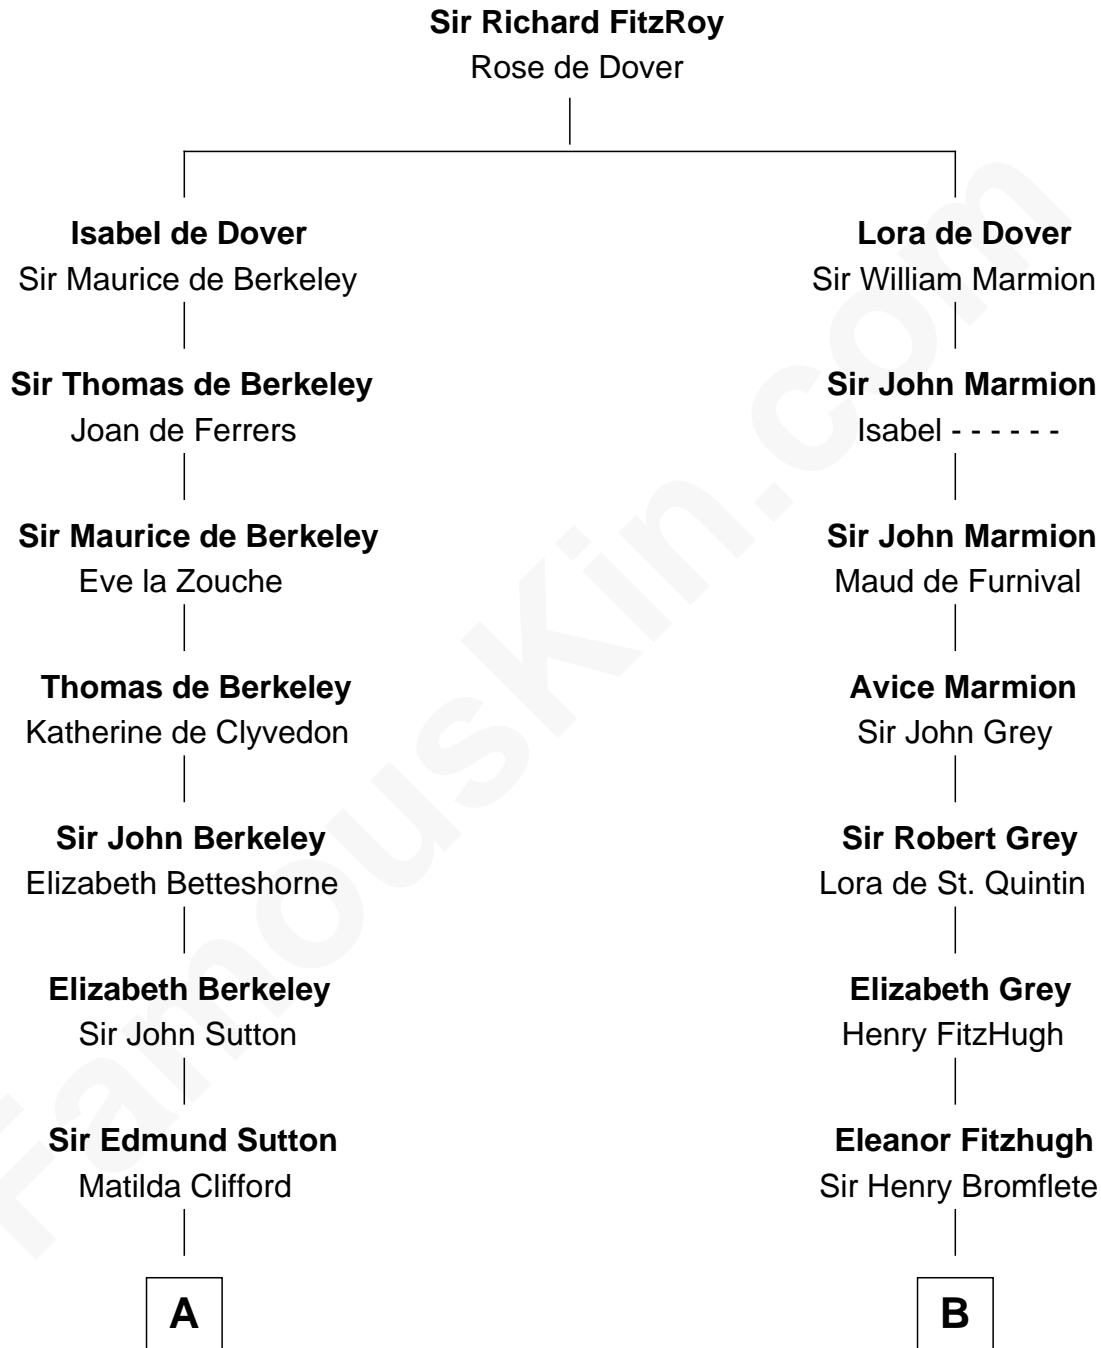 Sir Richard FitzRoy
Rose de Dover
Isabel de Dover
Sir Maurice de Berkeley
Lora de Dover
Sir William Marmion
Sir Thomas de Berkeley
Joan de Ferrers
Sir John Marmion
Isabel - - - - - -
Sir Maurice de Berkeley
Eve la Zouche
Sir John Marmion
Maud de Furnival
Thomas de Berkeley
Katherine de Clyvedon
Avice Marmion
Sir John Grey
Sir John Berkeley
Elizabeth Betteshorne
Sir Robert Grey
Lora de St. Quintin
Elizabeth Berkeley
Sir John Sutton
Elizabeth Grey
Henry FitzHugh
Sir Edmund Sutton
Matilda Clifford
Eleanor Fitzhugh
Sir Henry Bromflete
A
B
FamousKin.com